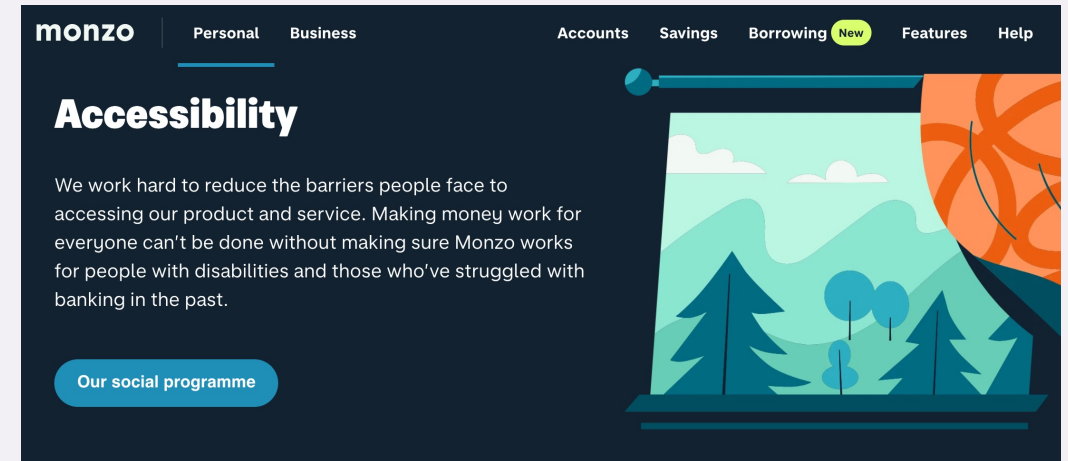 monzo Personal Business Accounts Savings Borrowing New Features Help
Accessibility
We work hard to reduce the barriers people face to
accessing our product and service. Making money work for
everyone can't be done without making sure Monzo works
for people with disabilities and those who've struggled with
banking in the past.
Our social programme